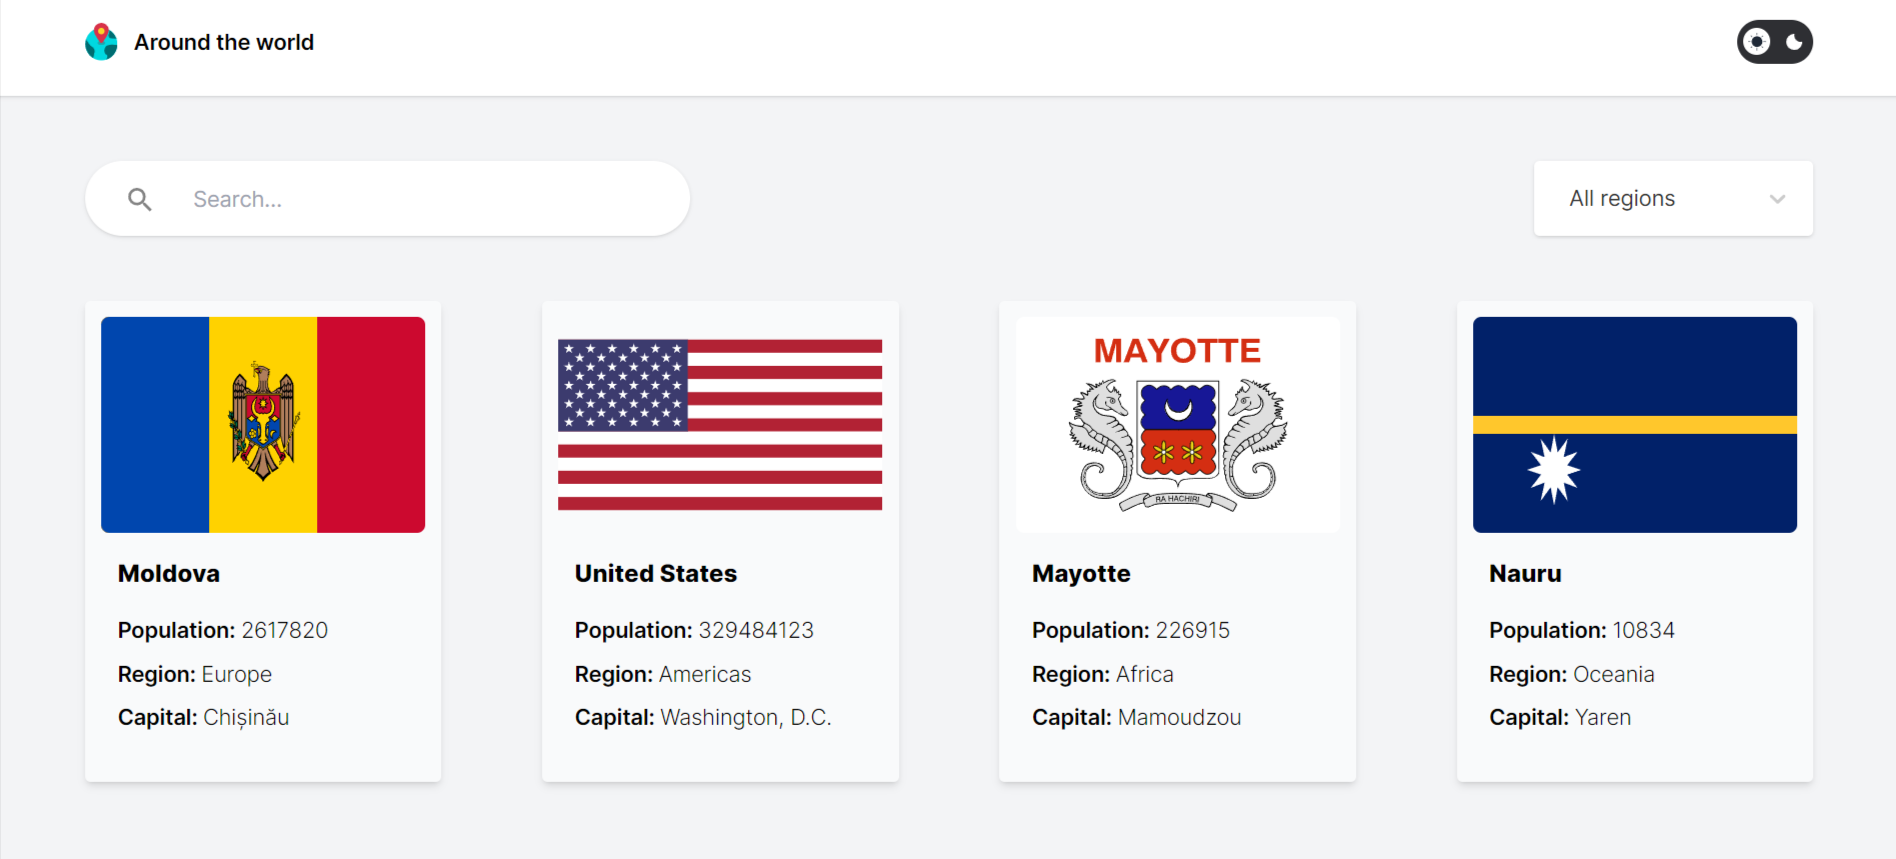 Around the world
Search...
All regions
MAYOTTE
RA HACHIRI
Moldova
Population: 2617820
Region: Europe
Capital: Chișinău
United States
Population: 329484123
Region: Americas
Capital: Washington, D.C.
Mayotte
Population: 226915
Region: Africa
Capital: Mamoudzou
Nauru
Population: 10834
Region: Oceania
Capital: Yaren